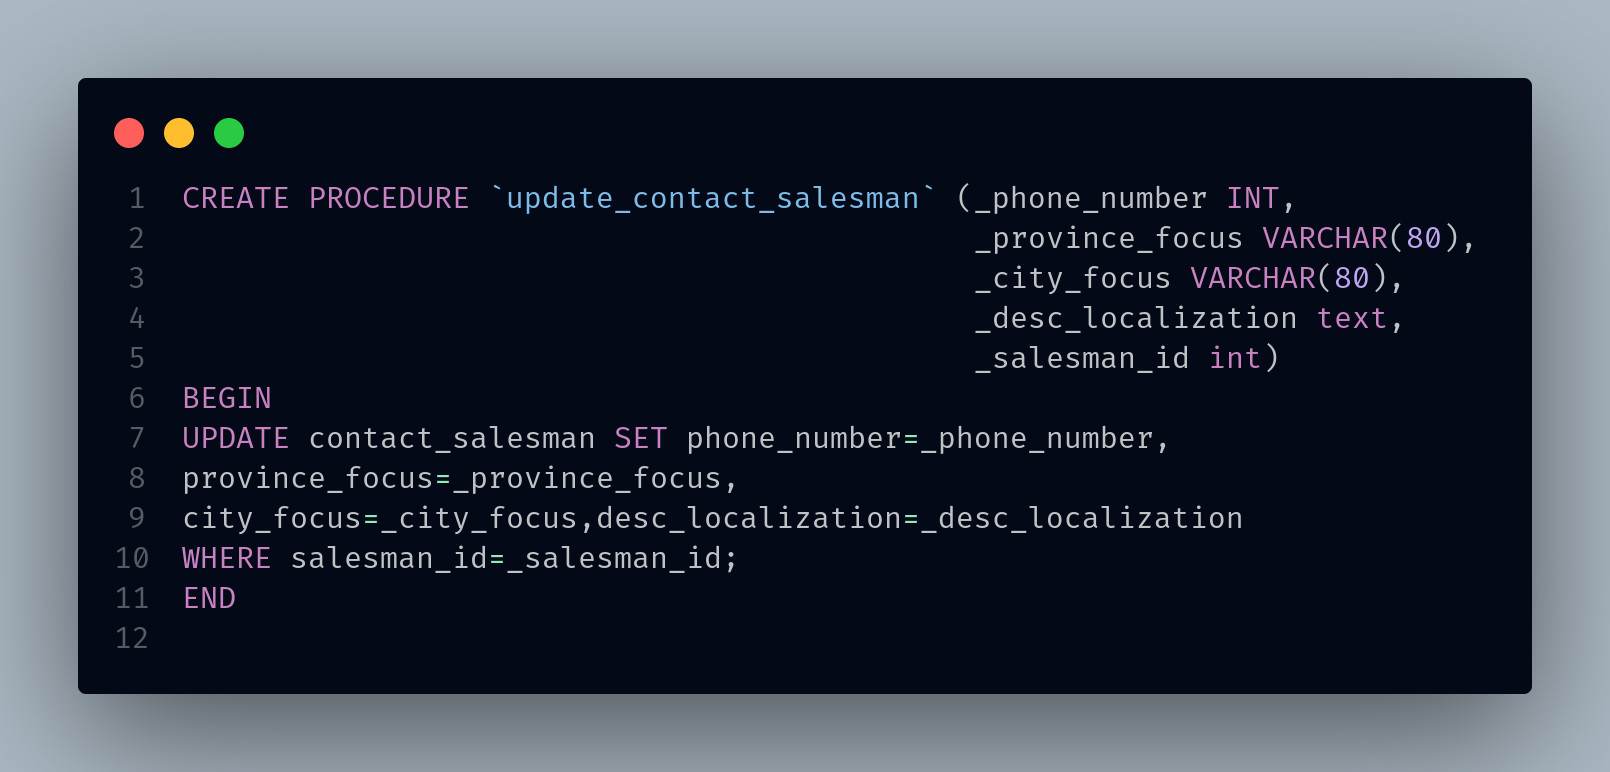 1 CREATE PROCEDURE `update_contact_salesman` (_phone_number INT,
2 _province_focus VARCHAR(80),
3 _city_focus VARCHAR(80),
4 _desc_localization text,
5 _salesman_id int)
6 BEGIN
7 UPDATE contact_salesman SET phone_number=_phone_number,
8 province_focus=_province_focus,
9 city_focus=_city_focus,desc_localization=_desc_localization
10 WHERE salesman_id=_salesman_id;
11 END
12